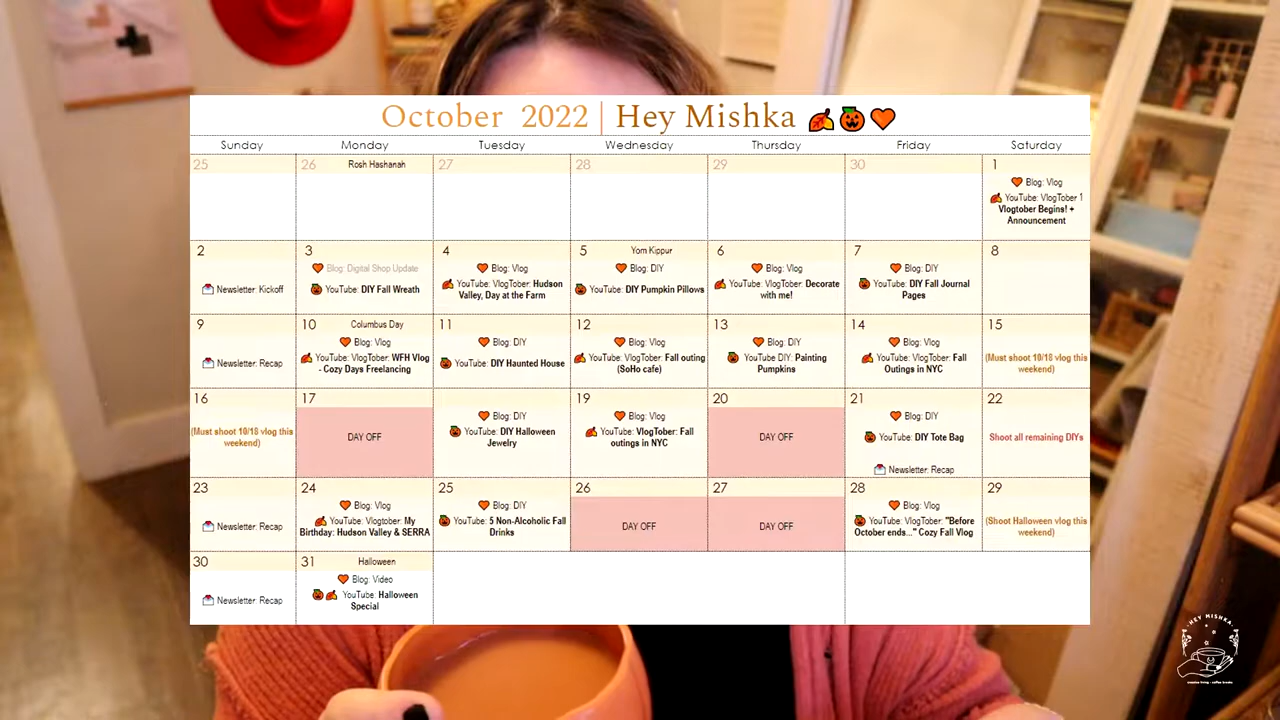 October 2022 | Hey Mishka
Sunday Monday Tuesday Wednesday Thursday Friday Saturday
25 26 Rosh Hashanah 27 28 29 30 1
Blog: Vlog
YouTube: VlogTober 1
Vlogtober Begins! +
Announcement
2
Newsletter: Kickoff
3
Blog: Digital Shop Update
YouTube: DIY Fall Wreath
4
Blog: Vlog
YouTube: VlogTober: Hudson
Valley, Day at the Farm
5 Yom Kippur
Blog: DIY
YouTube: DIY Pumpkin Pillows
6
Blog: Vlog
YouTube: VlogTober: Decorate
with me!
7
Blog: DIY
YouTube: DIY Fall Journal
Pages
8
9
Newsletter: Recap
10 Columbus Day
Blog: Vlog
YouTube: VlogTober: WFH Vlog
- Cozy Days Freelancing
11
Blog: DIY
YouTube: DIY Haunted House
12
Blog: Vlog
YouTube: VlogTober: Fall outing
(SoHo cafe)
13
Blog: DIY
YouTube DIY: Painting
Pumpkins
14
Blog: Vlog
YouTube: VlogTober: Fall
Outings in NYC
15
(Must shoot 10/18 vlog this
weekend)
16
(Must shoot 10/18 vlog this
weekend)
17
DAY OFF
Blog: DIY
YouTube: DIY Halloween
Jewelry
19
Blog: Vlog
YouTube: VlogTober: Fall
outings in NYC
20
DAY OFF
21
Blog: DIY
YouTube: DIY Tote Bag
Newsletter: Recap
22
Shoot all remaining DIYs
23
Newsletter: Recap
24
Blog: Vlog
YouTube: Vlogtober: My
Birthday: Hudson Valley & SERRA
25
Blog: DIY
YouTube: 5 Non-Alcoholic Fall
Drinks
26
DAY OFF
27
DAY OFF
28
Blog: Vlog
YouTube: VlogTober: "Before
October ends..." Cozy Fall Vlog
29
(Shoot Halloween vlog this
weekend)
30
Newsletter: Recap
31 Halloween
Blog: Video
YouTube: Halloween
Special
HEY MISHKA
creative living + coffee breaks